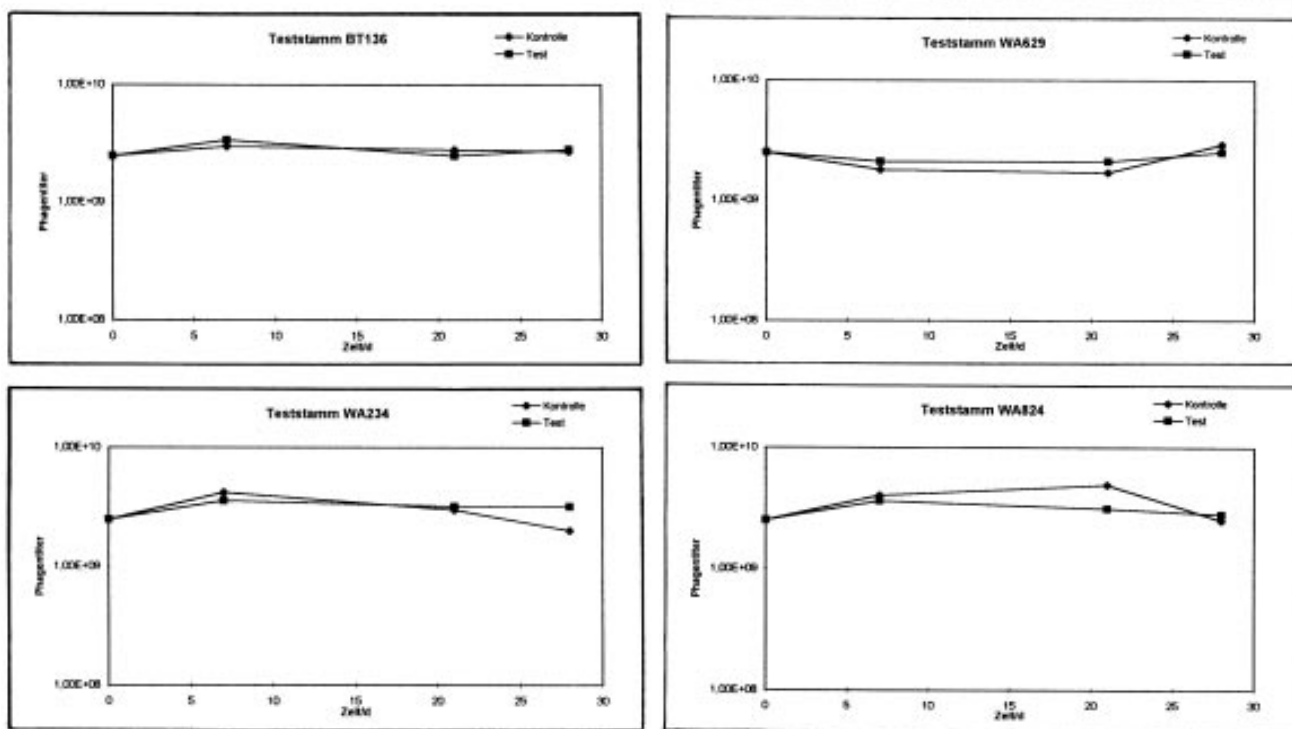 Teststamm BT136
Kontrolle
Test
1,00E+10
1,00E+09
1,00E+08
Phagentiter
0 5 10 15 20 25 30
Zeit/d
Teststamm WA629
Kontrolle
Test
1,00E+10
1,00E+09
1,00E+08
Phagentiter
0 5 10 15 20 25 30
Zeit/d
Teststamm WA234
Kontrolle
Test
1,00E+10
1,00E+09
1,00E+08
Phagentiter
0 5 10 15 20 25 30
Zeit/d
Teststamm WA824
Kontrolle
Test
1,00E+10
1,00E+09
1,00E+08
Phagentiter
0 5 10 15 20 25 30
Zeit/d